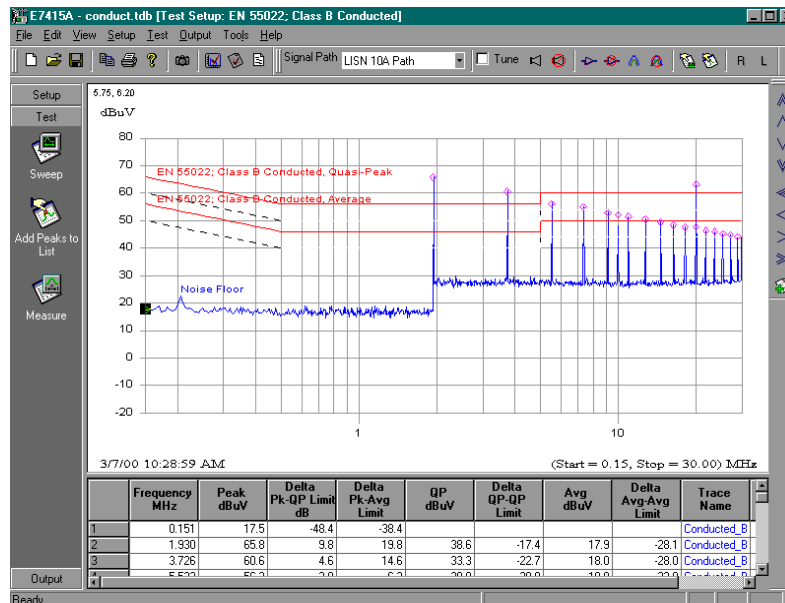 E7415A - conduct.tdb [Test Setup: EN 55022; Class B Conducted]
File Edit View Setup Test Output Tools Help
Signal Path LISN 10A Path Tune R L
Setup
Test
Sweep
Add Peaks to
List
Measure
Output
5.75, 6.20
dBuV
80
70
60
50
40
30
20
10
0
-10
-20
EN 55022; Class B Conducted, Quasi-Peak
EN 55022; Class B Conducted, Average
Noise Floor
1 10
3/7/00 10:28:59 AM (Start = 0.15, Stop = 30.00) MHz
Frequency MHz Peak dBuV Delta Pk-QP Limit dB Delta Pk-Avg Limit QP dBuV Delta QP-QP Limit Avg dBuV Delta Avg-Avg Limit Trace Name
1 0.151 17.5 -48.4 -38.4 Conducted_B
2 1.930 65.8 9.8 19.8 38.6 -17.4 17.9 -28.1 Conducted_B
3 3.726 60.6 4.6 14.6 33.3 -22.7 18.0 -28.0 Conducted_B
Ready